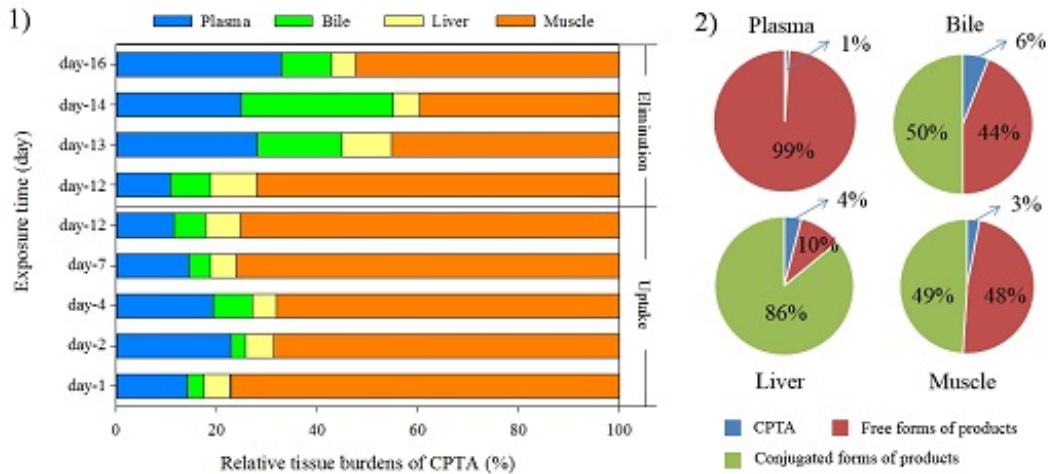 1)
Plasma Bile Liver Muscle
Exposure time (day)
day-16
day-14
day-13
day-12
day-12
day-7
day-4
day-2
day-1
Elimination
Uptake
0 20 40 60 80 100
Relative tissue burdens of CPTA (%)
2)
Plasma Bile
1% 6%
99% 50% 44%
4% 3%
10%
86% 49% 48%
Liver Muscle
CPTA Free forms of products
Conjugated forms of products